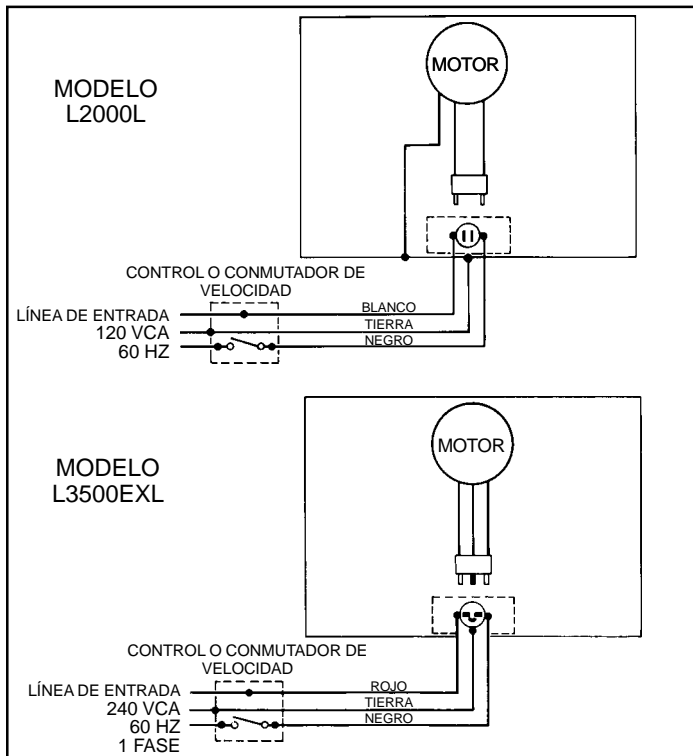 MOTOR
MODELO
L2000L
CONTROL O CONMUTADOR DE
VELOCIDAD
LÍNEA DE ENTRADA
120 VCA
60 HZ
BLANCO
TIERRA
NEGRO
MOTOR
MODELO
L3500EXL
CONTROL O CONMUTADOR DE
VELOCIDAD
LÍNEA DE ENTRADA
240 VCA
60 HZ
1 FASE
ROJO
TIERRA
NEGRO